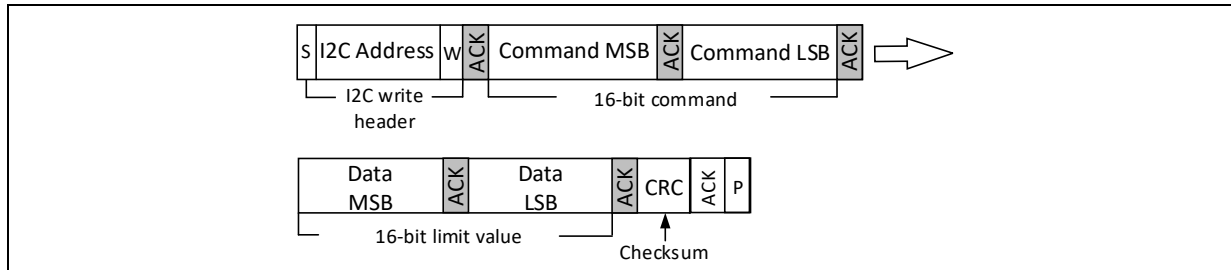 S I2C Address W ACK Command MSB ACK Command LSB ACK
I2C write
header
16-bit command
Data
MSB
ACK
Data
LSB
ACK CRC ACK P
16-bit limit value
Checksum